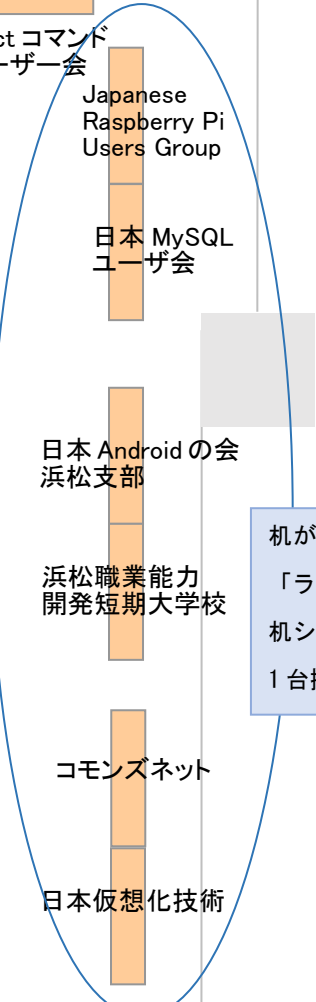 ct コマンド
ーザー会
Japanese
Raspberry Pi
Users Group
日本 MySQL
ユーザ会
日本 Android の会
浜松支部
浜松職業能力
開発短期大学校
机が
「ラ
机シ
1 台
コモンズネット
日本仮想化技術